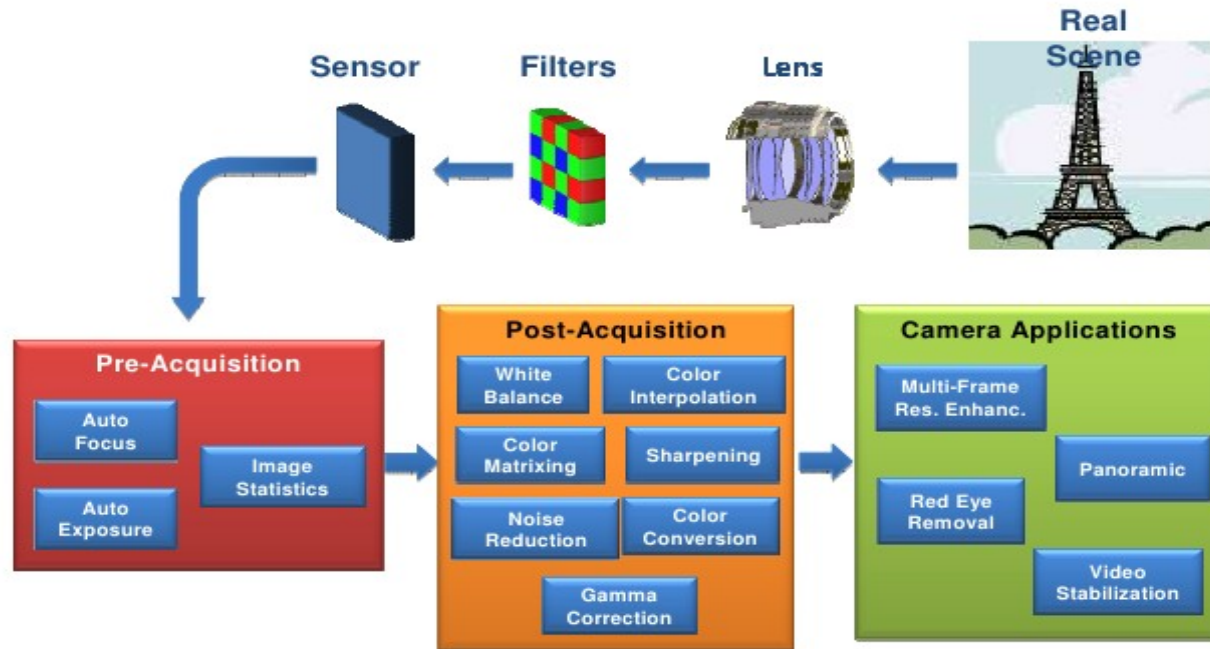 Real
Scene
Lens
Filters
Sensor
Pre-Acquisition
Auto
Focus
Image
Statistics
Auto
Exposure
Post-Acquisition
White
Balance
Color
Interpolation
Color
Matrixing
Sharpening
Noise
Reduction
Color
Conversion
Gamma
Correction
Camera Applications
Multi-Frame
Res. Enhanc.
Panoramic
Red Eye
Removal
Video
Stabilization